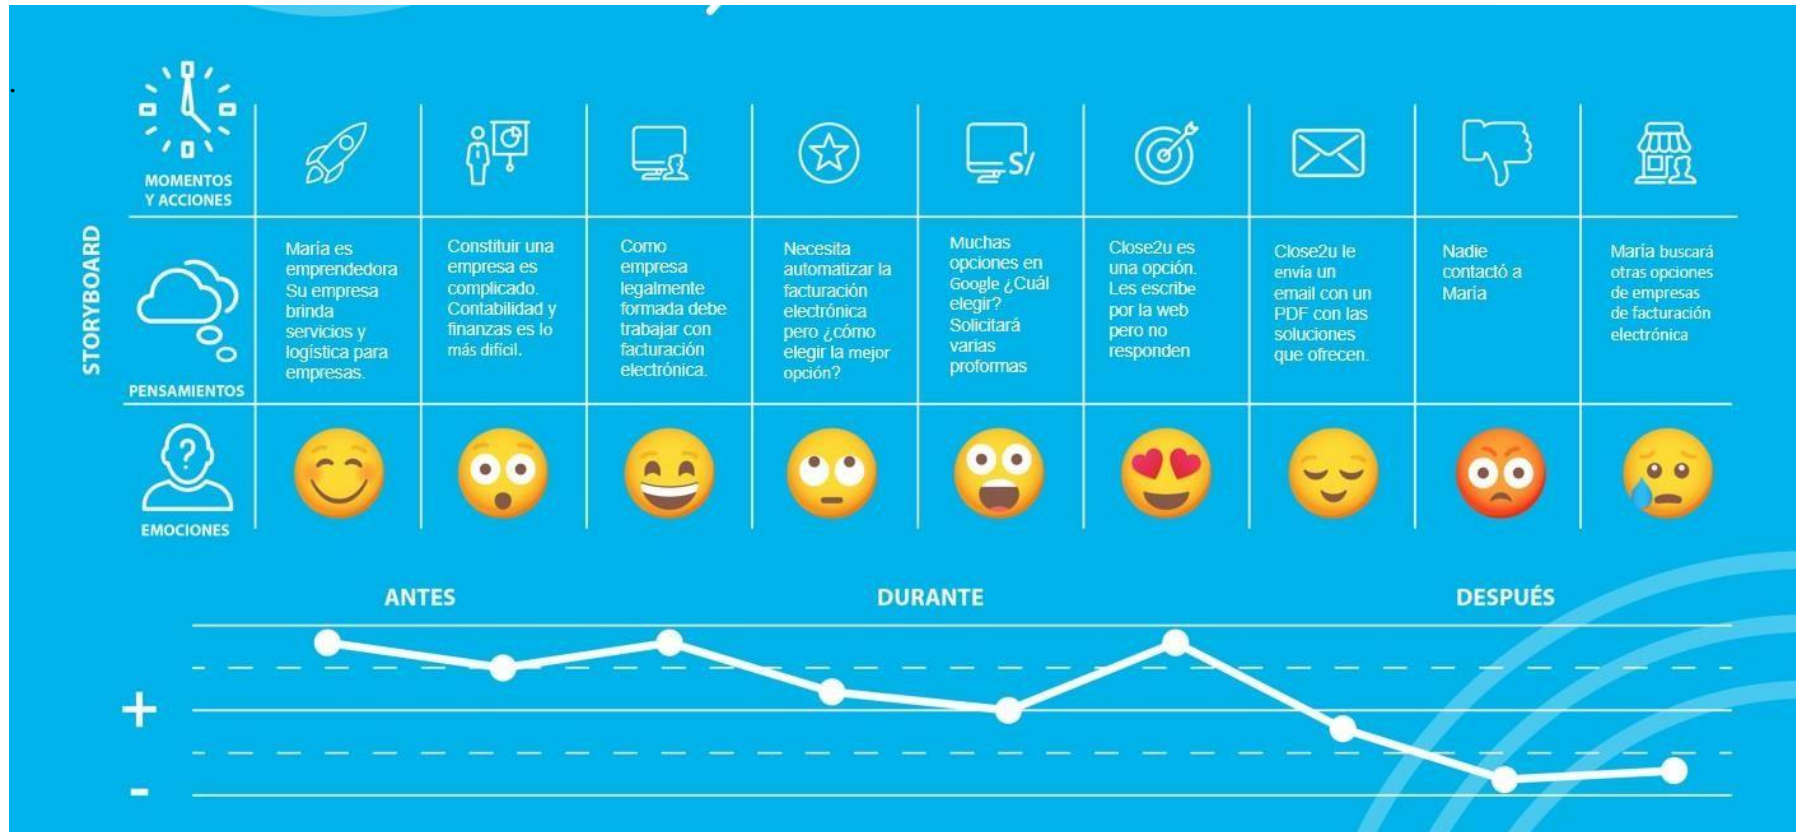 STORYBOARD
MOMENTOS
Y ACCIONES
S/
PENSAMIENTOS
María es
emprendedora
Su empresa
brinda
servicios y
logística para
empresas.
Constituir una
empresa es
complicado.
Contabilidad y
finanzas es lo
más difícil.
Como
empresa
legalmente
formada debe
trabajar con
facturación
electrónica.
Necesita
automatizar la
facturación
electrónica
pero ¿cómo
elegir la mejor
opción?
Muchas
opciones en
Google ¿Cuál
elegir?
Solicitará
varias
proformas
Close2u es
una opción.
Les escribe
por la web
pero no
responden
Close2u le
envía un
email con un
PDF con las
soluciones
que ofrecen.
Nadie
contactó a
María
María buscará
otras opciones
de empresas
de facturación
electrónica
?
EMOCIONES
ANTES
DURANTE
DESPUÉS
+
-